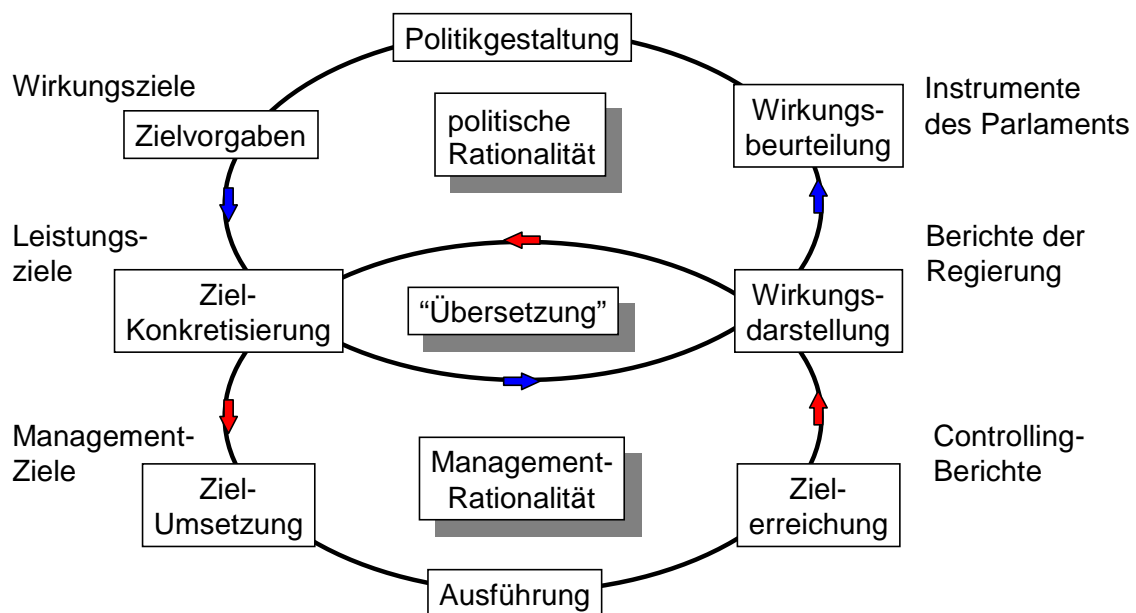 Politikgestaltung
Wirkungsziele
Zielvorgaben
politische
Rationalität
Wirkungs-
beurteilung
Instrumente
des Parlaments
Leistungs-
ziele
Ziel-
Konkretisierung
“Übersetzung”
Wirkungs-
darstellung
Berichte der
Regierung
Management-
Ziele
Ziel-
Umsetzung
Management-
Rationalität
Ziel-
erreichung
Controlling-
Berichte
Ausführung